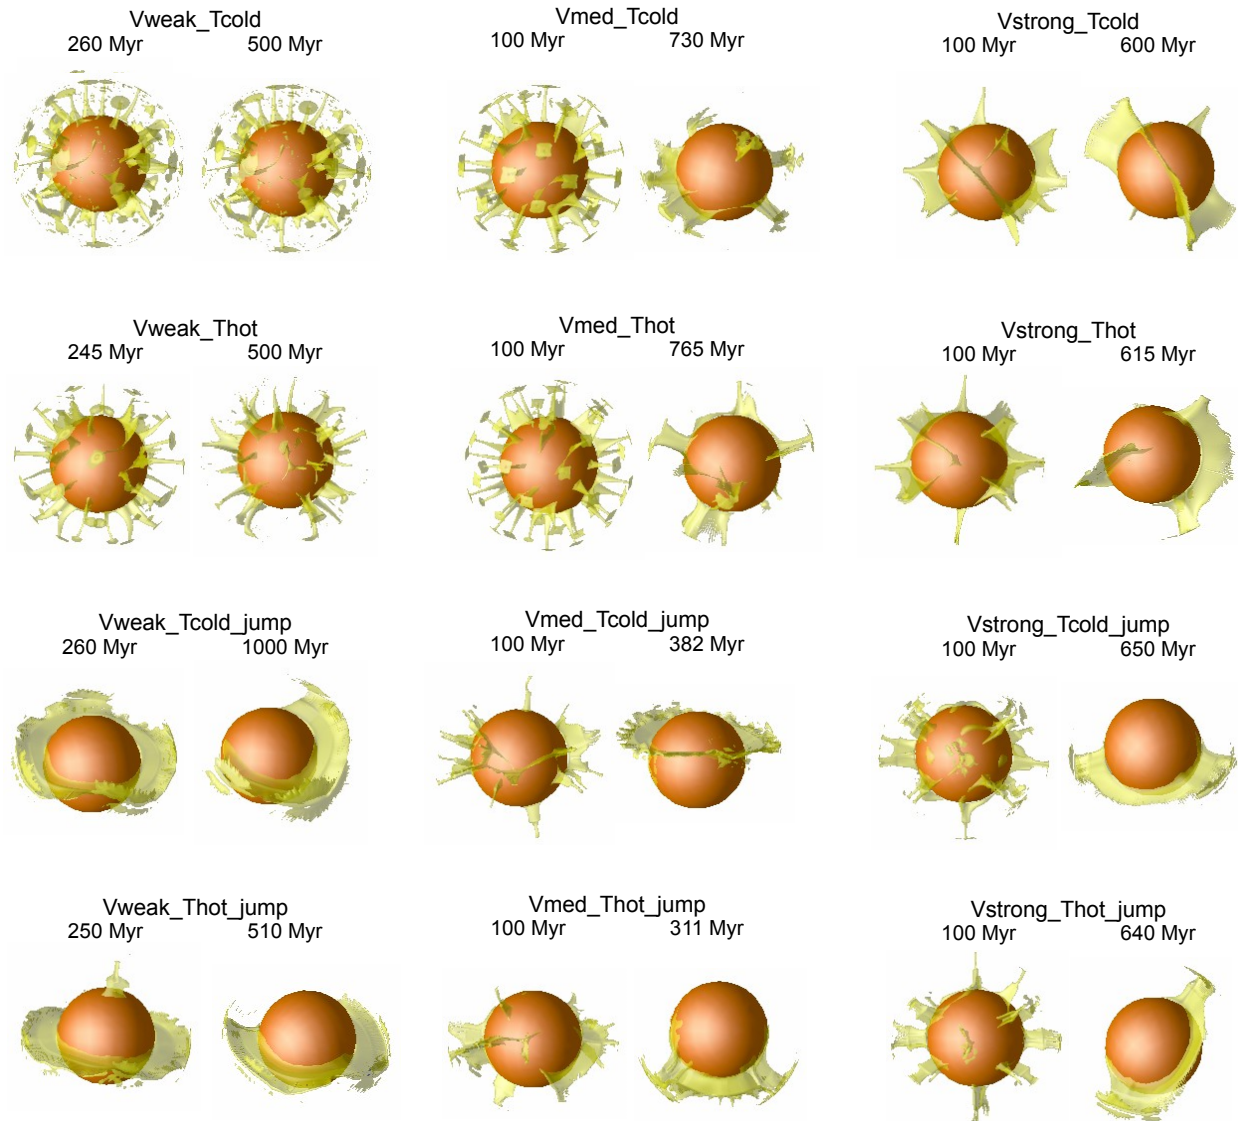 Vweak_Tcold
260 Myr 500 Myr
Vmed_Tcold
100 Myr 730 Myr
Vstrong_Tcold
100 Myr 600 Myr
Vweak_Thot
245 Myr 500 Myr
Vmed_Thot
100 Myr 765 Myr
Vstrong_Thot
100 Myr 615 Myr
Vweak_Tcold_jump
260 Myr 1000 Myr
Vmed_Tcold_jump
100 Myr 382 Myr
Vstrong_Tcold_jump
100 Myr 650 Myr
Vweak_Thot_jump
250 Myr 510 Myr
Vmed_Thot_jump
100 Myr 311 Myr
Vstrong_Thot_jump
100 Myr 640 Myr